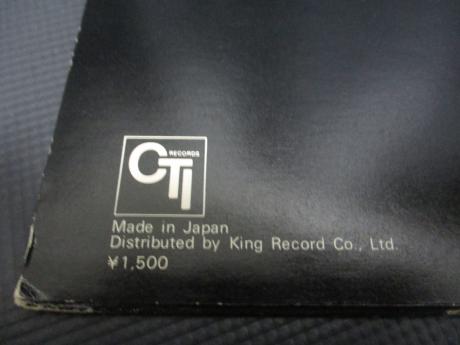 CTI RECORDS
Made in Japan
Distributed by King Record Co., Ltd.
¥1,500